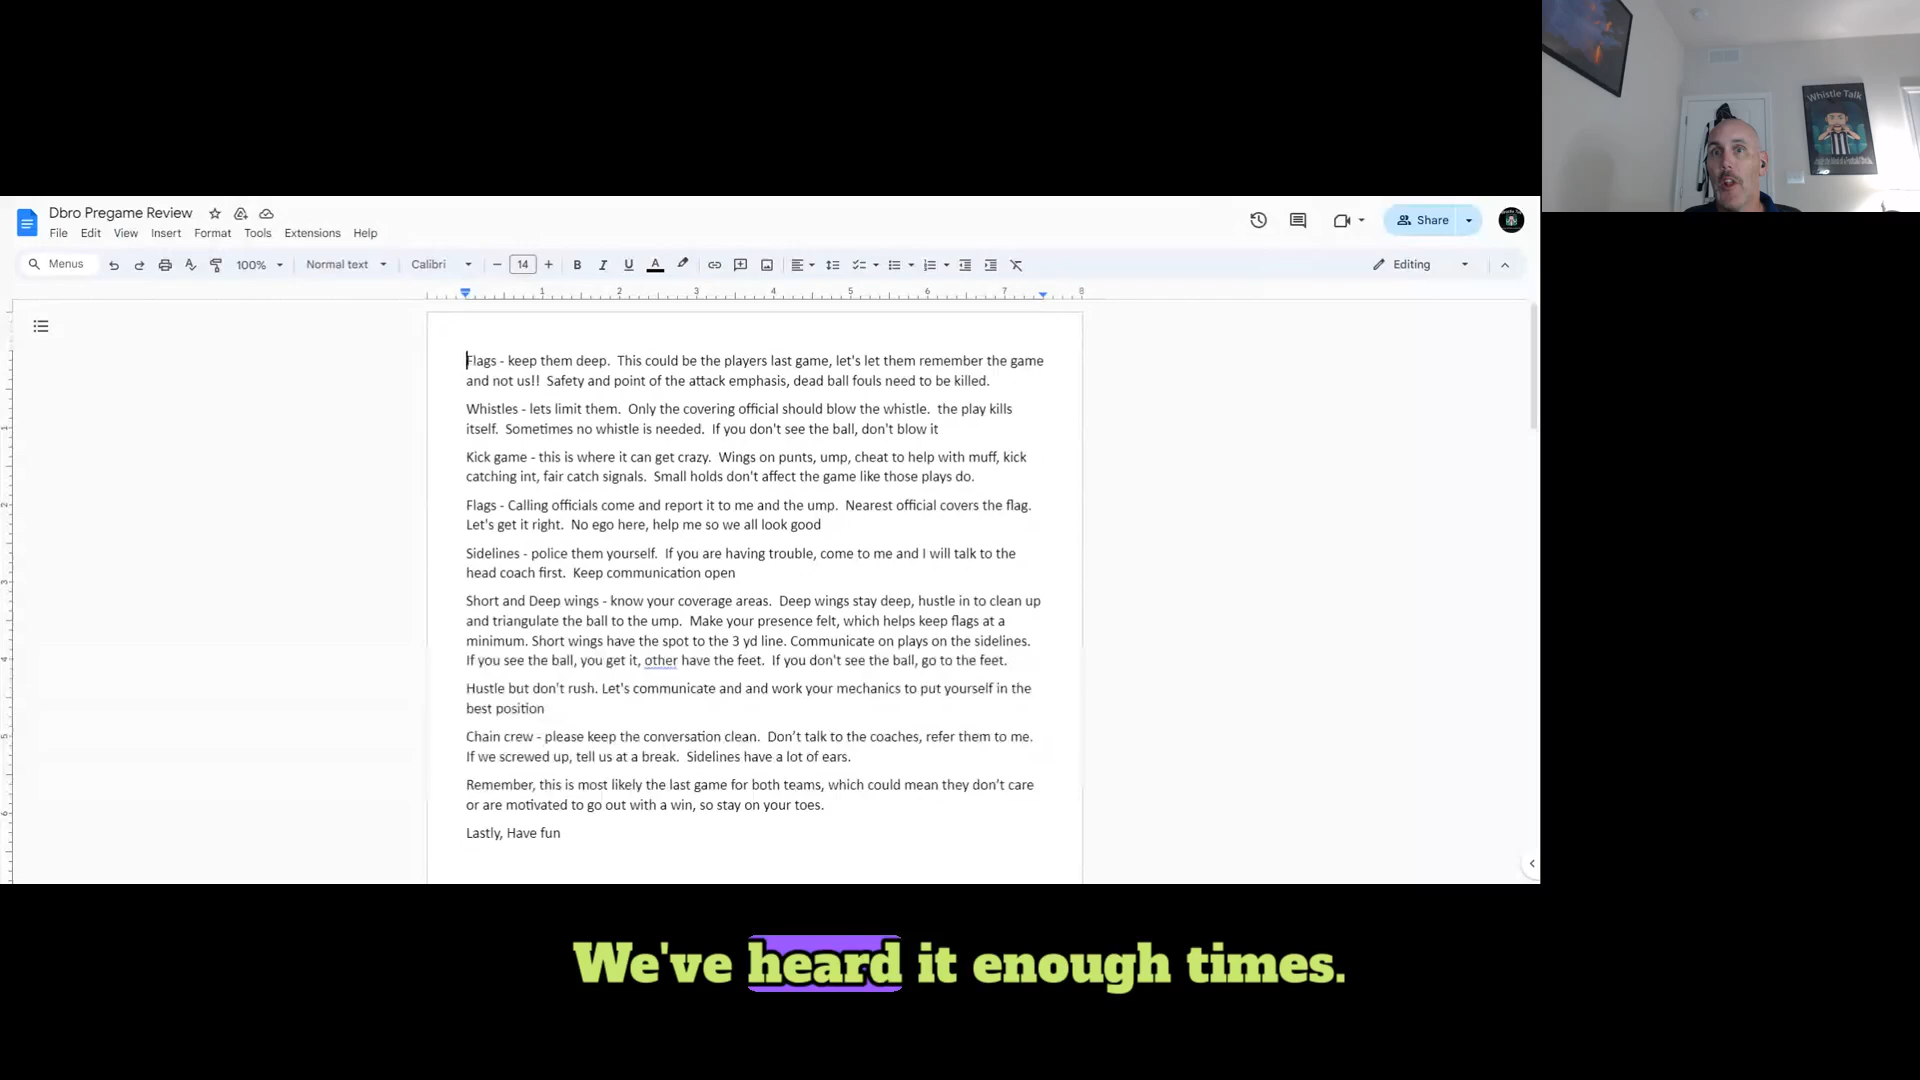 Whistle Talk
Dbro Pregame Review
File Edit View Insert Format Tools Extensions Help
Share
Menus 100% Normal text Calibri 14 B I U A Editing
1 2 3 4 5 6 7 8
Flags - keep them deep. This could be the players last game, let's let them remember the game
and not us!! Safety and point of the attack emphasis, dead ball fouls need to be killed.
Whistles - lets limit them. Only the covering official should blow the whistle. the play kills
itself. Sometimes no whistle is needed. If you don't see the ball, don't blow it
Kick game - this is where it can get crazy. Wings on punts, ump, cheat to help with muff, kick
catching int, fair catch signals. Small holds don't affect the game like those plays do.
Flags - Calling officials come and report it to me and the ump. Nearest official covers the flag.
Let's get it right. No ego here, help me so we all look good
Sidelines - police them yourself. If you are having trouble, come to me and I will talk to the
head coach first. Keep communication open
Short and Deep wings - know your coverage areas. Deep wings stay deep, hustle in to clean up
and triangulate the ball to the ump. Make your presence felt, which helps keep flags at a
minimum. Short wings have the spot to the 3 yd line. Communicate on plays on the sidelines.
If you see the ball, you get it, other have the feet. If you don't see the ball, go to the feet.
Hustle but don't rush. Let's communicate and and work your mechanics to put yourself in the
best position
Chain crew - please keep the conversation clean. Don't talk to the coaches, refer them to me.
If we screwed up, tell us at a break. Sidelines have a lot of ears.
Remember, this is most likely the last game for both teams, which could mean they don't care
or are motivated to go out with a win, so stay on your toes.
Lastly, Have fun
1
2
3
4
5
6
We've heard it enough times.